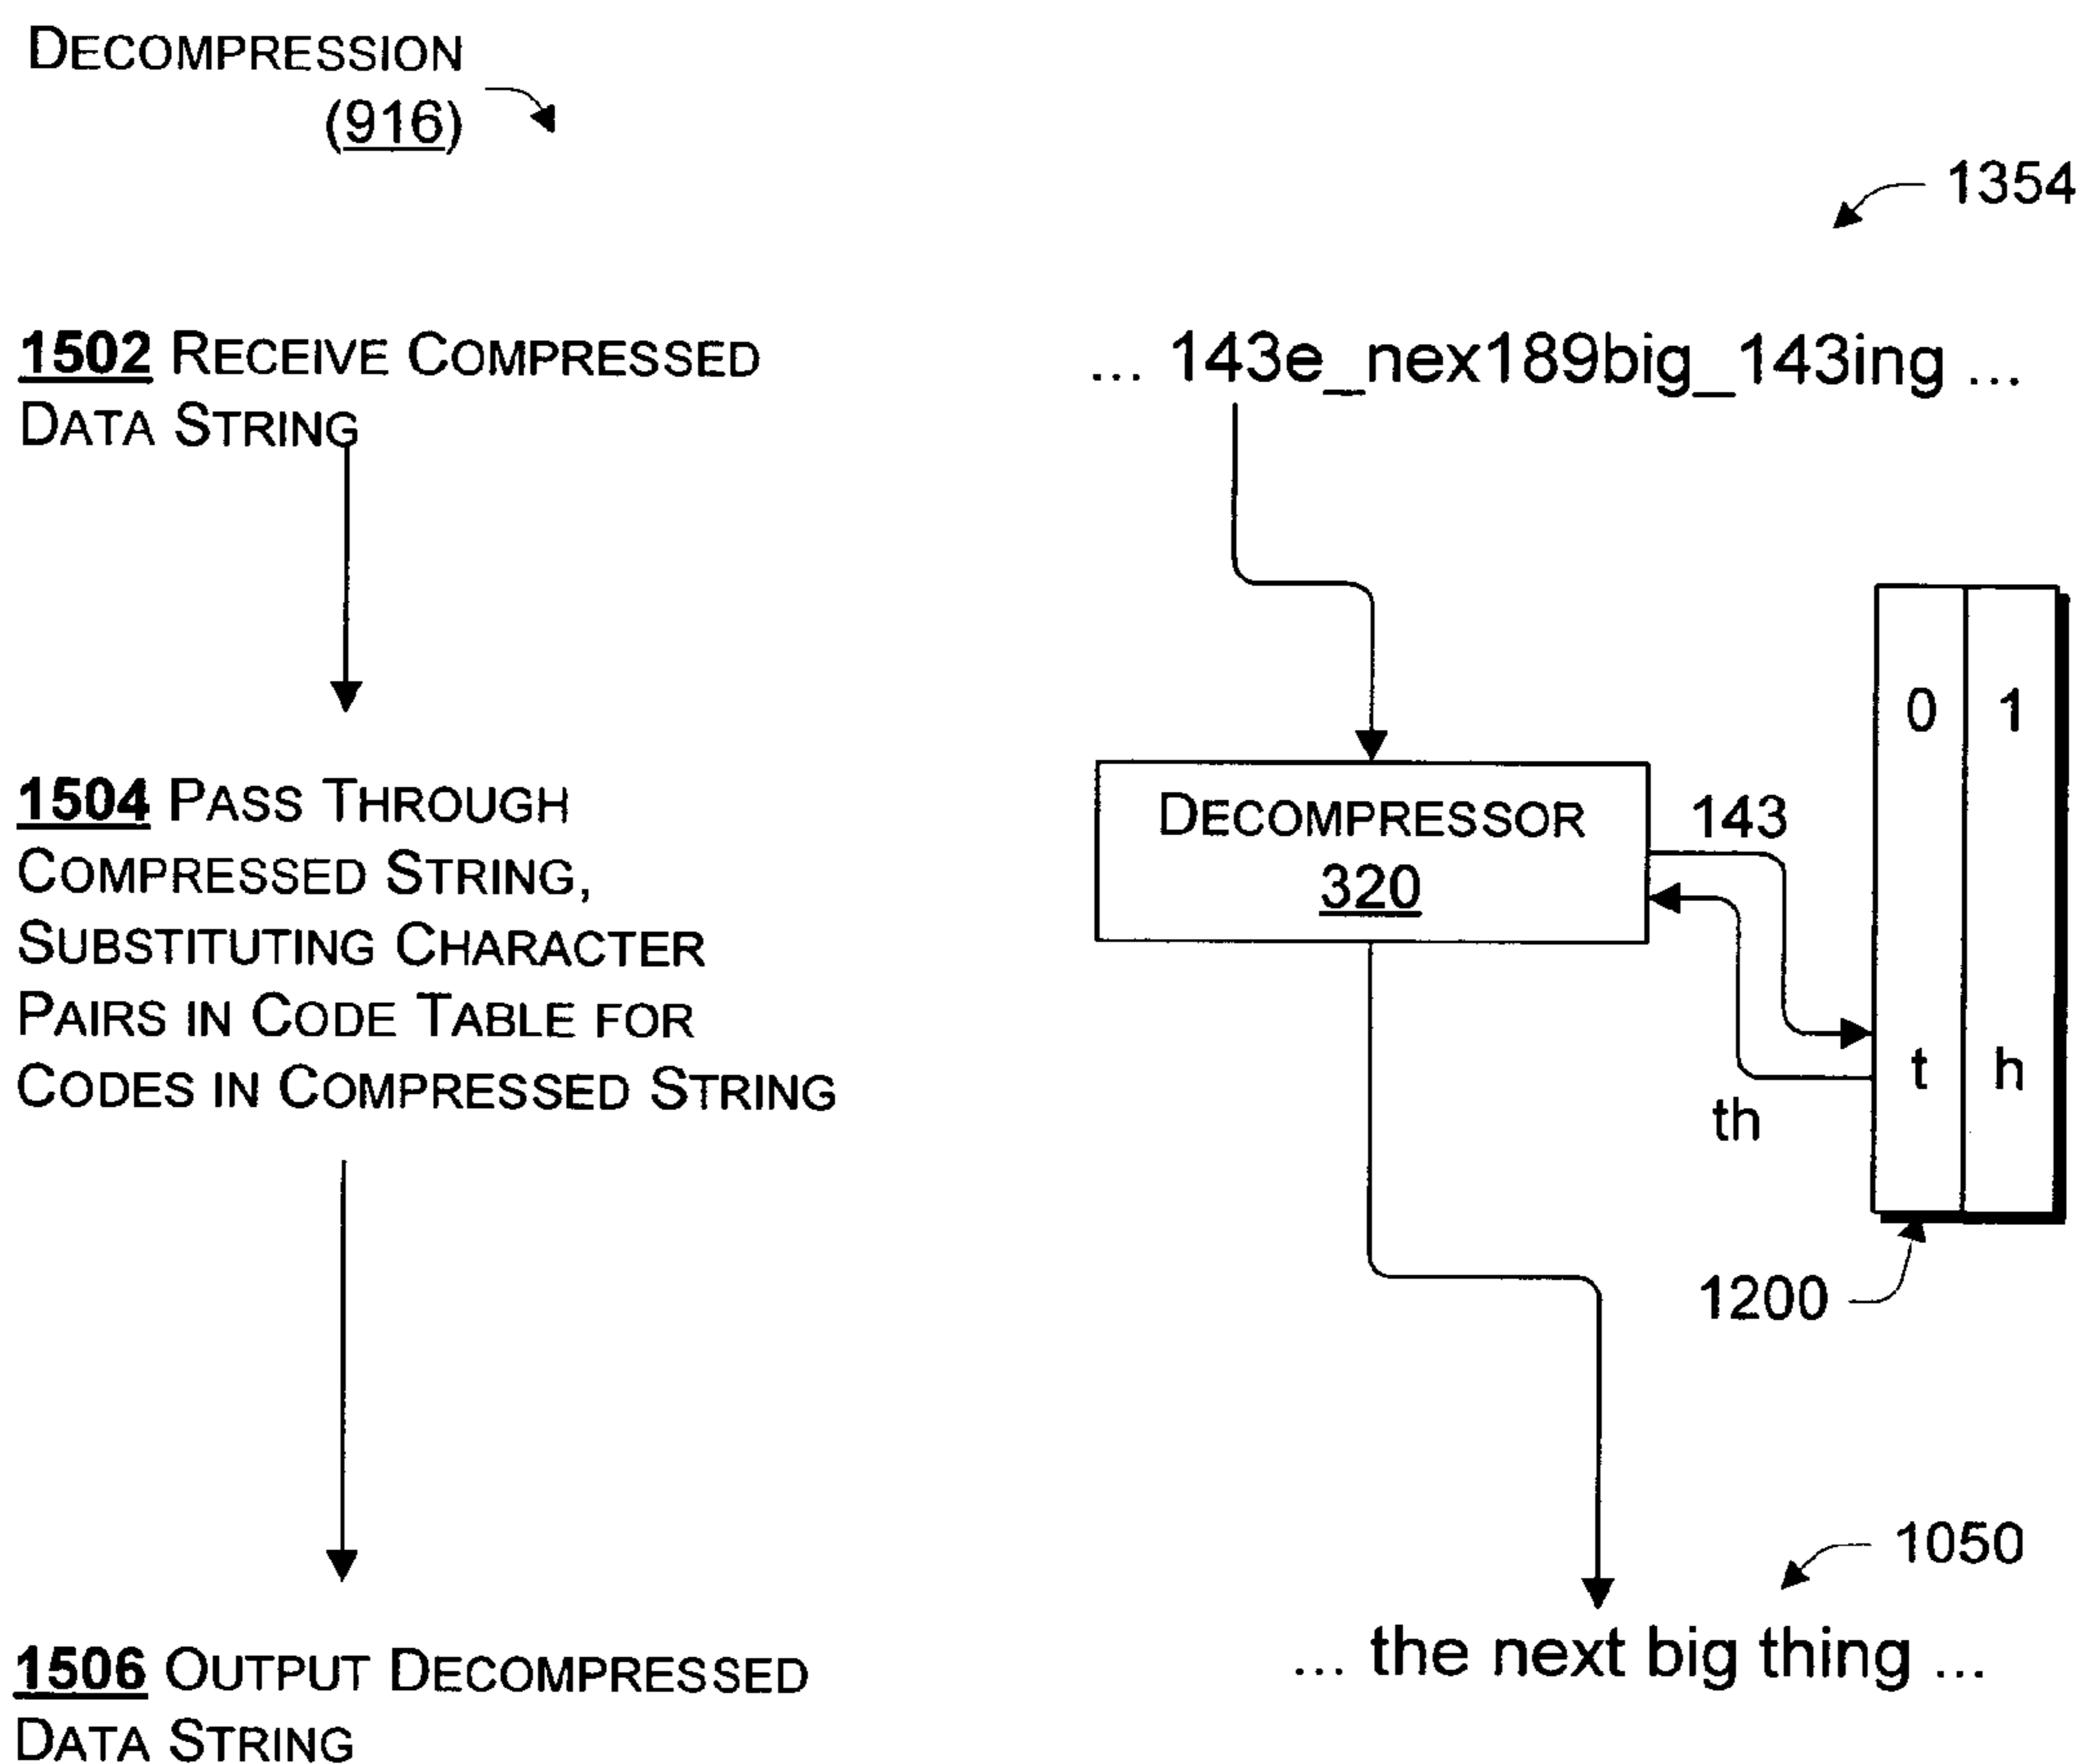 DECOMPRESSION
(916)
1354
1502 RECEIVE COMPRESSED
DATA STRING
... 143e_nex189big_143ing ...
0 1
1504 PASS THROUGH
COMPRESSED STRING,
SUBSTITUTING CHARACTER
PAIRS IN CODE TABLE FOR
CODES IN COMPRESSED STRING
DECOMPRESSOR
320
143
t h
th
1200
1050
1506 OUTPUT DECOMPRESSED
DATA STRING
... the next big thing ...